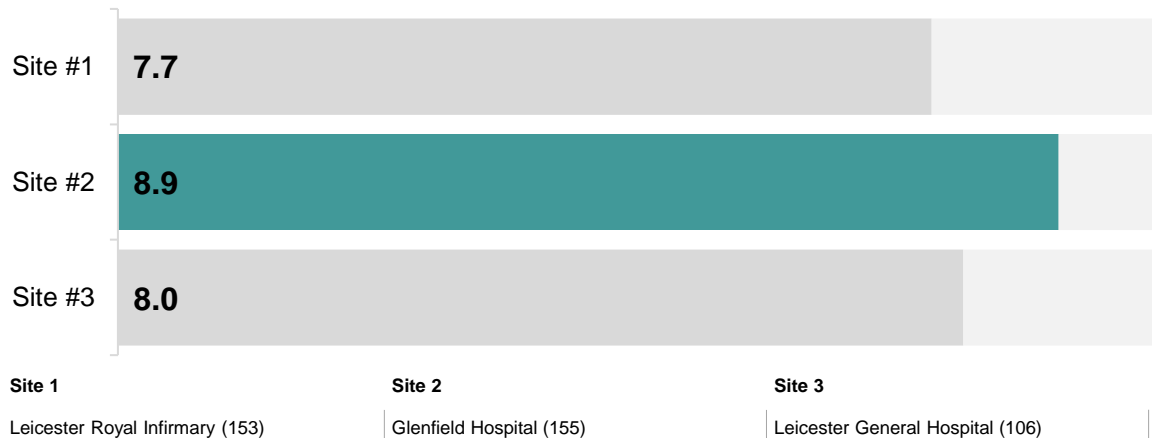 Site #1
7.7
Site #2
8.9
Site #3
8.0
Site 1
Site 2
Site 3
Leicester Royal Infirmary (153)
Glenfield Hospital (155)
Leicester General Hospital (106)